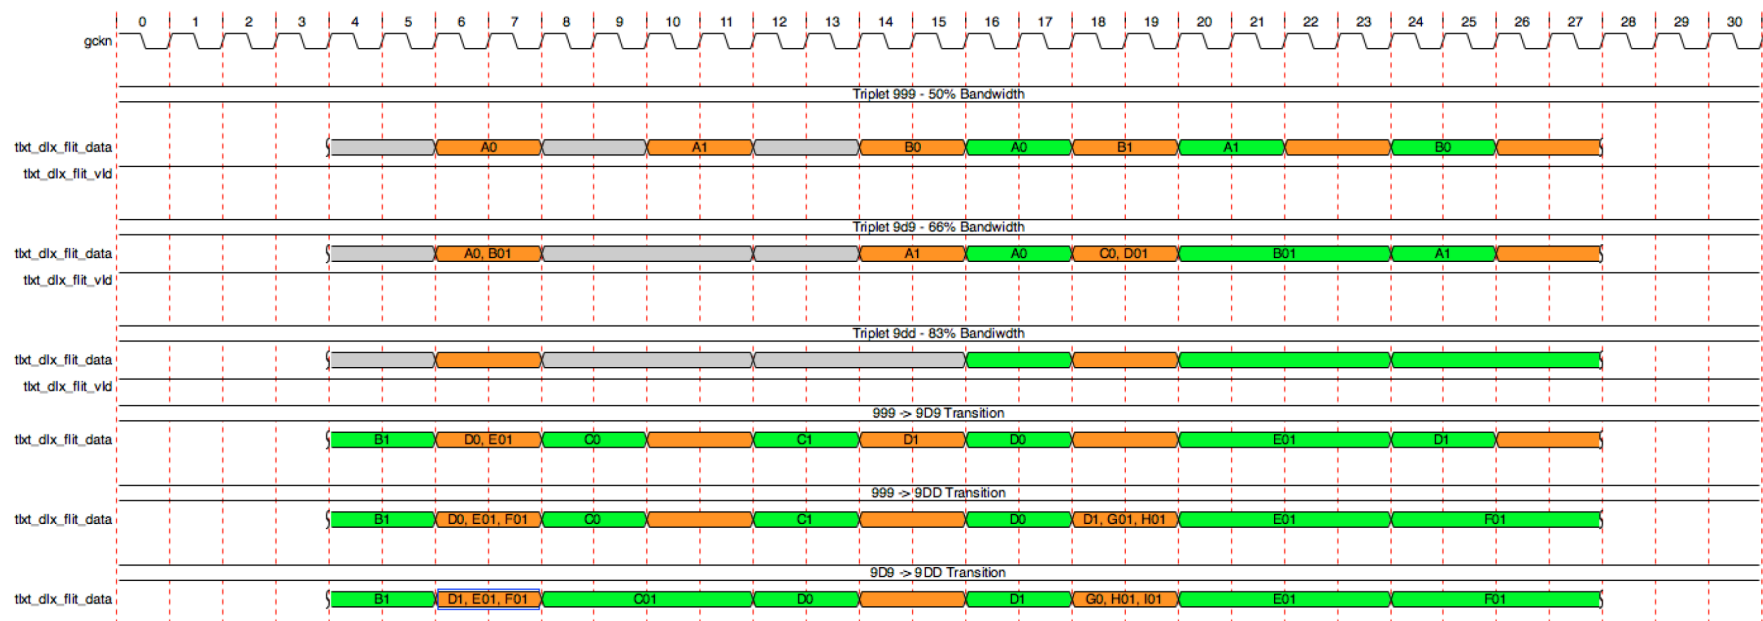 0 1 2 3 4 5 6 7 8 9 10 11 12 13 14 15 16 17 18 19 20 21 22 23 24 25 26 27 28 29 30
gckn
Triplet 999 - 50% Bandwidth
tlxt_dlx_flit_data A0 A1 B0 A0 B1 A1 B0
tlxt_dlx_flit_vld
Triplet 9d9 - 66% Bandwidth
tlxt_dlx_flit_data A0, B01 A1 A0 C0, D01 B01 A1
tlxt_dlx_flit_vld
Triplet 9dd - 83% Bandiwdth
tlxt_dlx_flit_data
tlxt_dlx_flit_vld
999 -> 9D9 Transition
tlxt_dlx_flit_data B1 D0, E01 C0 C1 D1 D0 E01 D1
999 -> 9DD Transition
tlxt_dlx_flit_data B1 D0, E01, F01 C0 C1 D0 D1, G01, H01 E01 F01
9D9 -> 9DD Transition
tlxt_dlx_flit_data B1 D1, E01, F01 C01 D0 D1 G0, H01, I01 E01 F01